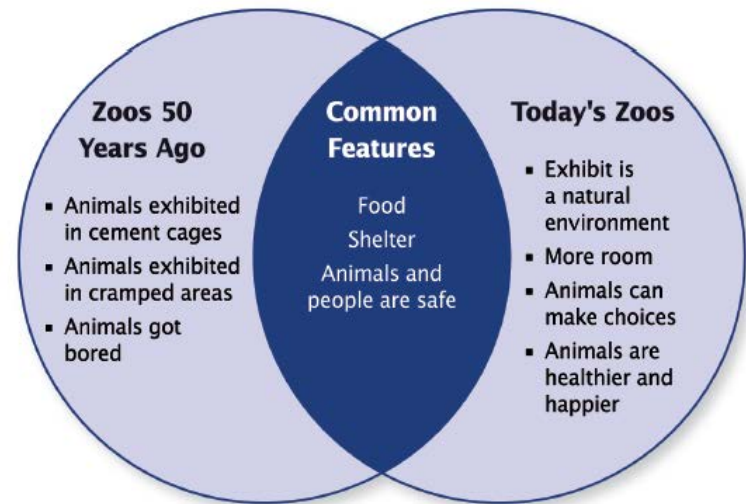 Zoos 50
Years Ago
▪ Animals exhibited
in cement cages
▪ Animals exhibited
in cramped areas
▪ Animals got
bored
Common
Features
Food
Shelter
Animals and
people are safe
Today's Zoos
▪ Exhibit is
a natural
environment
▪ More room
▪ Animals can
make choices
▪ Animals are
healthier and
happier